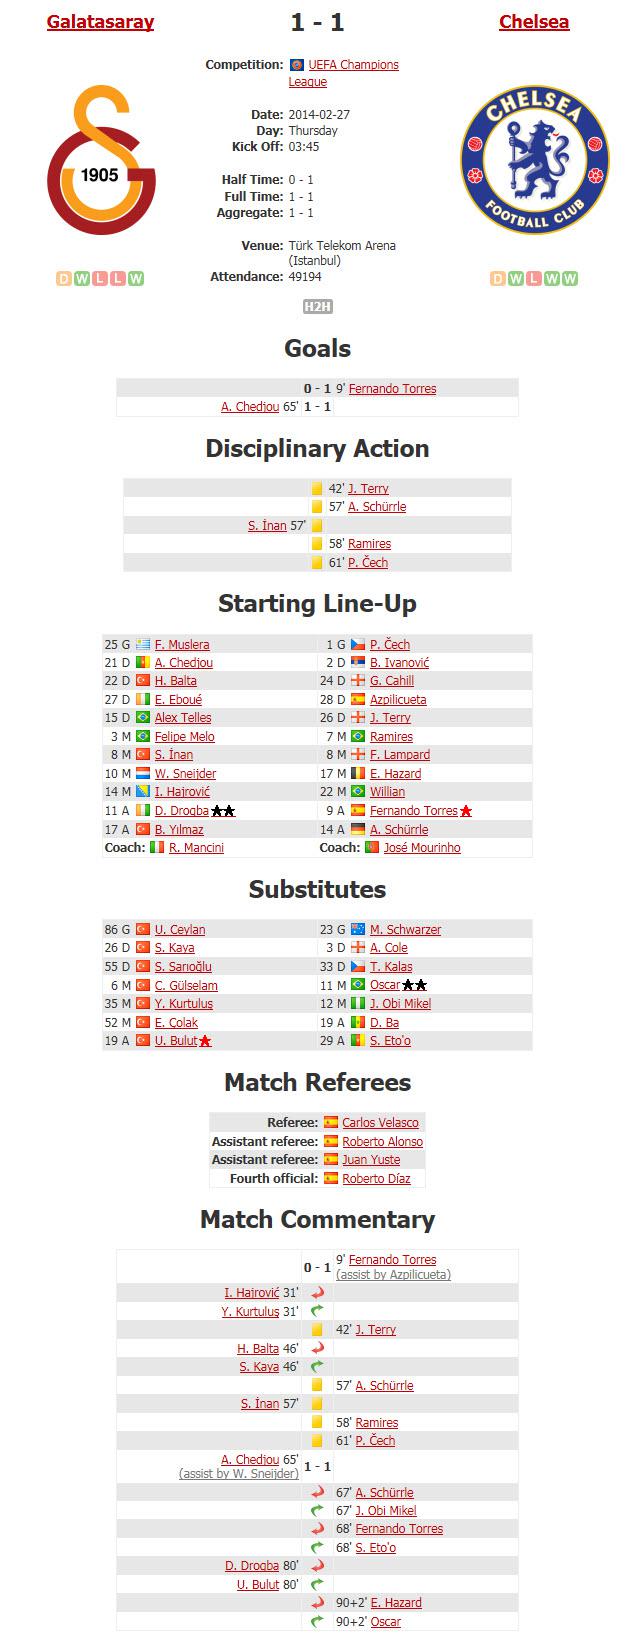 Galatasaray 1 - 1 Chelsea
Competition: UEFA Champions
League
Date: 2014-02-27
Day: Thursday
Kick Off: 03:45
Half Time: 0 - 1
Full Time: 1 - 1
Aggregate: 1 - 1
Venue: Türk Telekom Arena
(Istanbul)
Attendance: 49194
1905
CHELSEA
FOOTBALL CLUB
D W L L W
D W L W W
H2H
Goals
0 - 1 9' Fernando Torres
A. Chedjou 65' 1 - 1
Disciplinary Action
42' J. Terry
57' A. Schürrle
S. İnan 57'
58' Ramires
61' P. Čech
Starting Line-Up
25 G F. Muslera 1 G P. Čech
21 D A. Chedjou 2 D B. Ivanović
22 D H. Balta 24 D G. Cahill
27 D E. Eboué 28 D Azpilicueta
15 D Alex Telles 26 D J. Terry
3 M Felipe Melo 7 M Ramires
8 M S. İnan 8 M F. Lampard
10 M W. Sneijder 17 M E. Hazard
14 M I. Hajrović 22 M Willian
11 A D. Drogba 9 A Fernando Torres
17 A B. Yılmaz 14 A A. Schürrle
Coach: R. Mancini Coach: José Mourinho
Substitutes
86 G U. Ceylan 23 G M. Schwarzer
26 D S. Kaya 3 D A. Cole
55 D S. Sarıoğlu 33 D T. Kalas
6 M C. Gülselam 11 M Oscar
35 M Y. Kurtuluş 12 M J. Obi Mikel
52 M E. Colak 19 A D. Ba
19 A U. Bulut 29 A S. Eto'o
Match Referees
Referee: Carlos Velasco
Assistant referee: Roberto Alonso
Assistant referee: Juan Yuste
Fourth official: Roberto Díaz
Match Commentary
0 - 1 9' Fernando Torres
(assist by Azpilicueta)
I. Hajrović 31'
Y. Kurtuluş 31'
42' J. Terry
H. Balta 46'
S. Kaya 46'
57' A. Schürrle
S. İnan 57'
58' Ramires
61' P. Čech
A. Chedjou 65' 1 - 1
(assist by W. Sneijder)
67' A. Schürrle
67' J. Obi Mikel
68' Fernando Torres
68' S. Eto'o
D. Drogba 80'
U. Bulut 80'
90+2' E. Hazard
90+2' Oscar